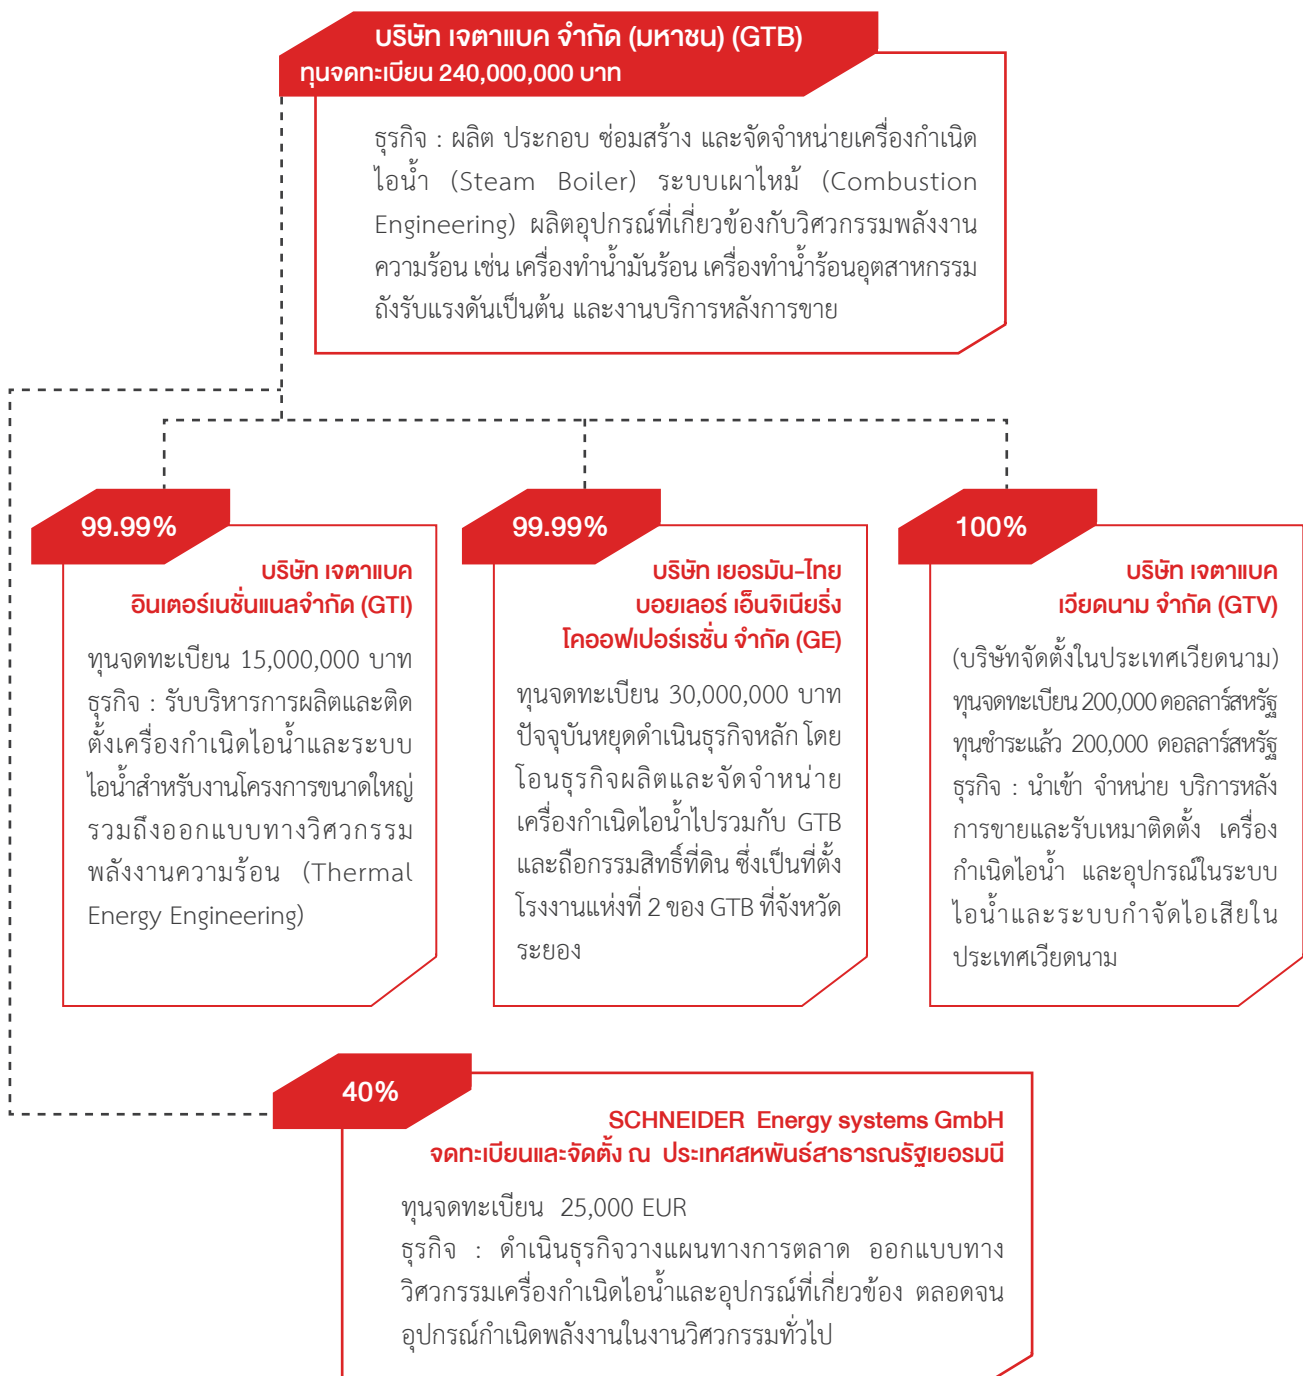 บริษัท เจตาแบค จำกัด (มหาชน) (GTB)
ทุนจดทะเบียน 240,000,000 บาท
ธุรกิจ : ผลิต ประกอบ ซ่อมสร้าง และจัดจำหน่ายเครื่องกำเนิด
ไอน้ำ (Steam Boiler) ระบบเผาไหม้ (Combustion
Engineering) ผลิตอุปกรณ์ที่เกี่ยวข้องกับวิศวกรรมพลังงาน
ความร้อน เช่น เครื่องทำน้ำมันร้อน เครื่องทำน้ำร้อนอุตสาหกรรม
ถังรับแรงดันเป็นต้น และงานบริการหลังการขาย
99.99%
บริษัท เจตาแบค
อินเตอร์เนชั่นแนลจำกัด (GTI)
ทุนจดทะเบียน 15,000,000 บาท
ธุรกิจ : รับบริหารการผลิตและติด
ตั้งเครื่องกำเนิดไอน้ำและระบบ
ไอน้ำสำหรับงานโครงการขนาดใหญ่
รวมถึงออกแบบทางวิศวกรรม
พลังงานความร้อน (Thermal
Energy Engineering)
99.99%
บริษัท เยอรมัน-ไทย
บอยเลอร์ เอ็นจิเนียริ่ง
โคออฟเปอร์เรชั่น จำกัด (GE)
ทุนจดทะเบียน 30,000,000 บาท
ปัจจุบันหยุดดำเนินธุรกิจหลัก โดย
โอนธุรกิจผลิตและจัดจำหน่าย
เครื่องกำเนิดไอน้ำไปรวมกับ GTB
และถือกรรมสิทธิ์ที่ดิน ซึ่งเป็นที่ตั้ง
โรงงานแห่งที่ 2 ของ GTB ที่จังหวัด
ระยอง
100%
บริษัท เจตาแบค
เวียดนาม จำกัด (GTV)
(บริษัทจัดตั้งในประเทศเวียดนาม)
ทุนจดทะเบียน 200,000 ดอลลาร์สหรัฐ
ทุนชำระแล้ว 200,000 ดอลลาร์สหรัฐ
ธุรกิจ : นำเข้า จำหน่าย บริการหลัง
การขายและรับเหมาติดตั้ง เครื่อง
กำเนิดไอน้ำ และอุปกรณ์ในระบบ
ไอน้ำและระบบกำจัดไอเสียใน
ประเทศเวียดนาม
40%
SCHNEIDER Energy systems GmbH
จดทะเบียนและจัดตั้ง ณ ประเทศสหพันธ์สาธารณรัฐเยอรมนี
ทุนจดทะเบียน 25,000 EUR
ธุรกิจ : ดำเนินธุรกิจวางแผนทางการตลาด ออกแบบทาง
วิศวกรรมเครื่องกำเนิดไอน้ำและอุปกรณ์ที่เกี่ยวข้อง ตลอดจน
อุปกรณ์กำเนิดพลังงานในงานวิศวกรรมทั่วไป